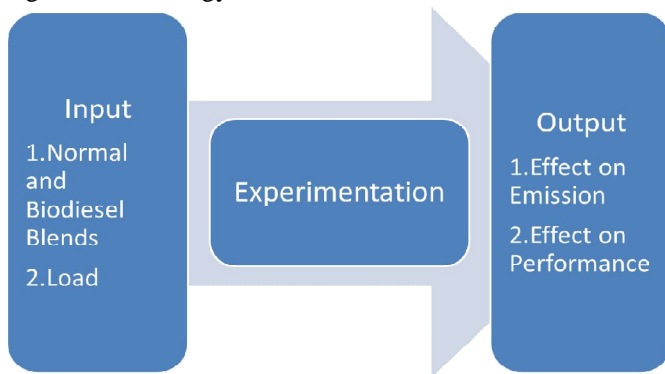 Input
1.Normal
and
Biodiesel
Blends
2.Load
Experimentation
Output
1.Effect on
Emission
2.Effect on
Performance